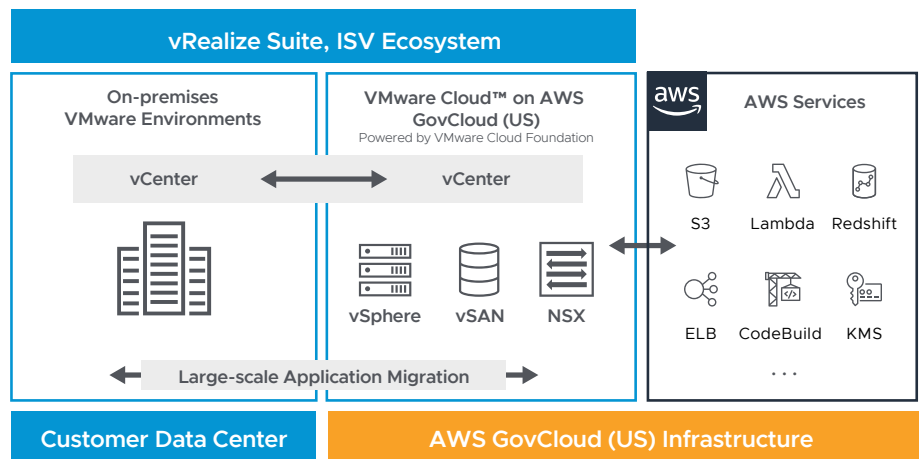 vRealize Suite, ISV Ecosystem
On-premises
VMware Environments
VMware Cloud™ on AWS
GovCloud (US)
Powered by VMware Cloud Foundation
aws
AWS Services
vCenter
vCenter
S3
Lambda
Redshift
vSphere
vSAN
NSX
ELB
CodeBuild
KMS
...
Large-scale Application Migration
Customer Data Center
AWS GovCloud (US) Infrastructure